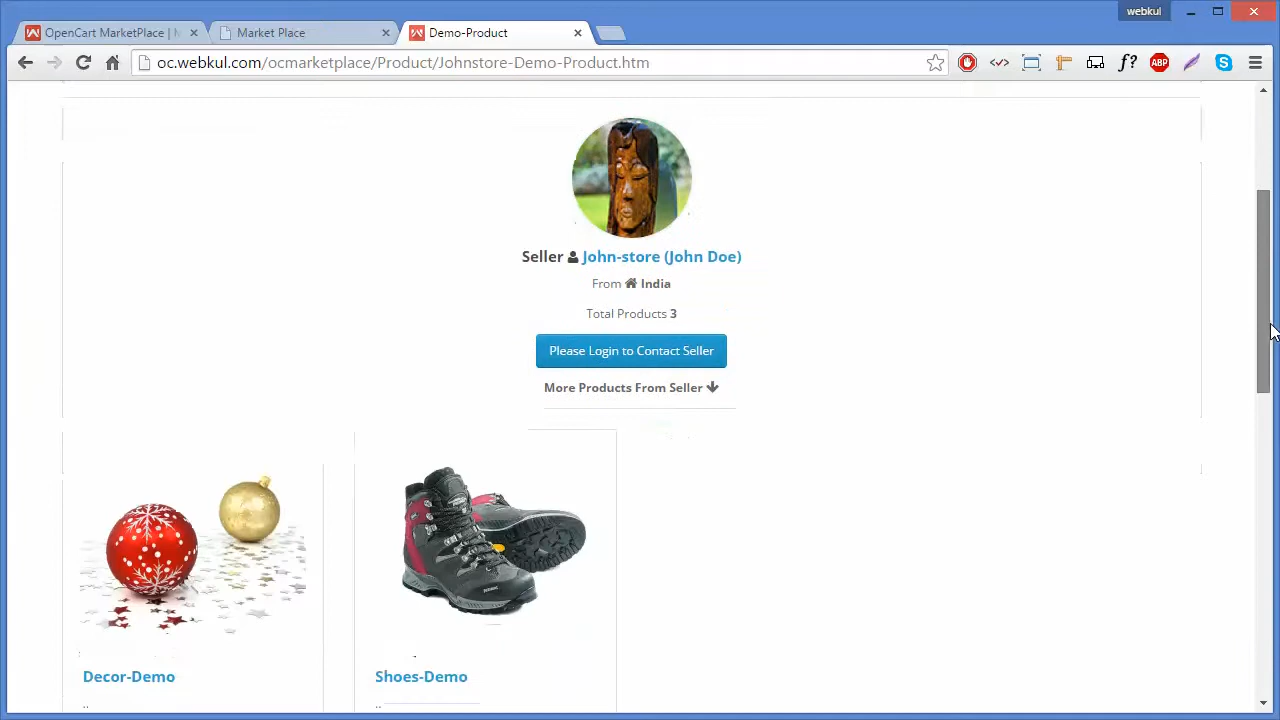 webkul
OpenCart MarketPlace | M
Market Place
Demo-Product
oc.webkul.com/ocmarketplace/Product/Johnstore-Demo-Product.htm
</>
f?
ABP
S
Seller John-store (John Doe)
From India
Total Products 3
Please Login to Contact Seller
More Products From Seller
Decor-Demo
Shoes-Demo
..
..